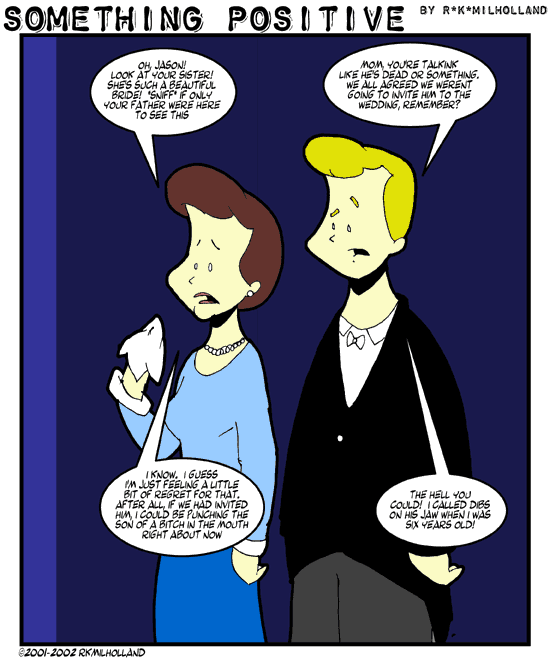 SOMETHING POSITIVE BY R*K*MILHOLLAND
OH, JASON!
LOOK AT YOUR SISTER!
SHE'S SUCH A BEAUTIFUL
BRIDE! *SNIFF* IF ONLY
YOUR FATHER WERE HERE
TO SEE THIS
MOM, YOU'RE TALKINK
LIKE HE'S DEAD OR SOMETHING.
WE ALL AGREED WE WERENT
GOING TO INVITE HIM TO THE
WEDDING, REMEMBER?
I KNOW. I GUESS
I'M JUST FEELING A LITTLE
BIT OF REGRET FOR THAT.
AFTER ALL, IF WE HAD INVITED
HIM, I COULD BE PUNCHING THE
SON OF A BITCH IN THE MOUTH
RIGHT ABOUT NOW
THE HELL YOU
COULD! I CALLED DIBS
ON HIS JAW WHEN I WAS
SIX YEARS OLD!
©2001-2002 RKMILHOLLAND